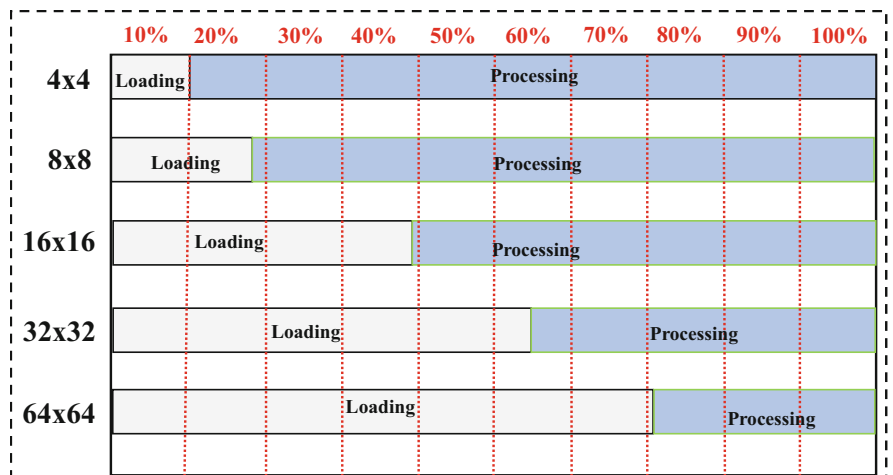 10% 20% 30% 40% 50% 60% 70% 80% 90% 100%
4x4 Loading Processing
8x8 Loading Processing
16x16 Loading Processing
32x32 Loading Processing
64x64 Loading Processing